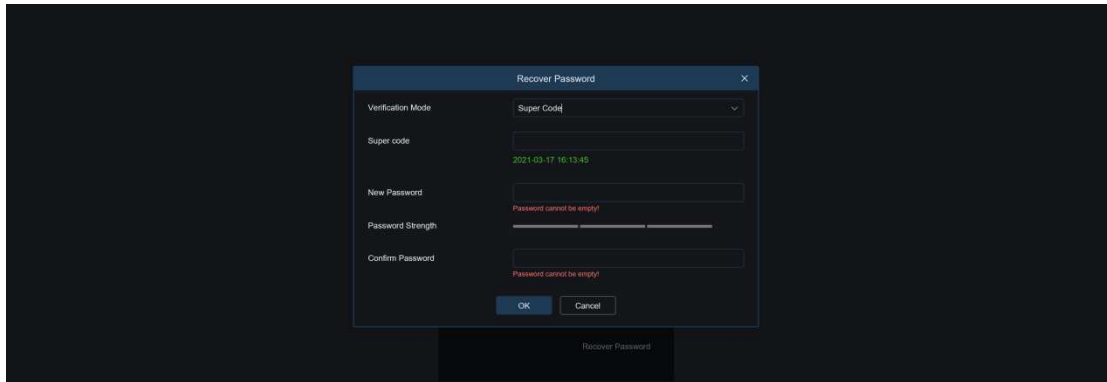 Recover Password
Verification Mode Super Code
Super code
2021-03-17 16:13:45
New Password
Password cannot be empty!
Password Strength
Confirm Password
Password cannot be empty!
OK Cancel
Recover Password